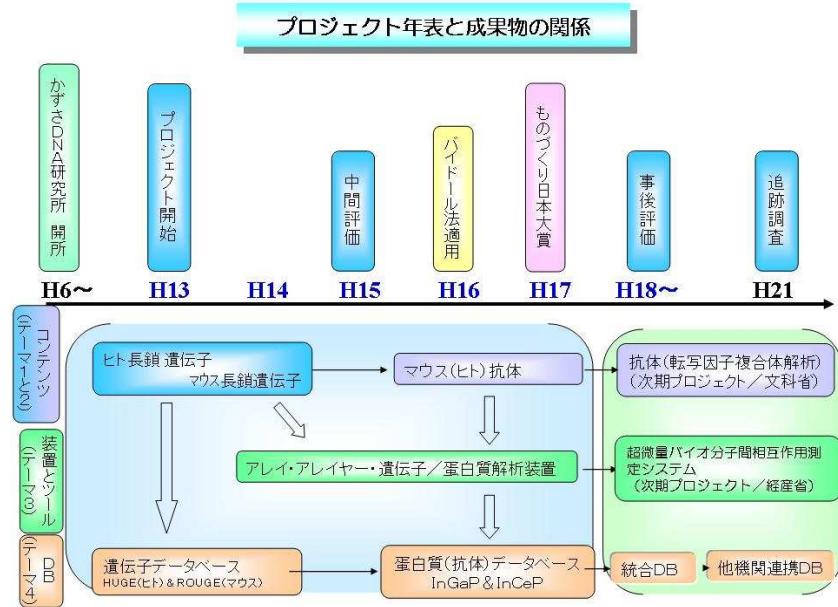 プロジェクト年表と成果物の関係
かずさDNA研究所 開所
プロジェクト開始
中間評価
バイドール法適用
ものづくり日本大賞
事後評価
追跡調査
H6～ H13 H14 H15 H16 H17 H18～ H21
コンテンツ
(テーマ1と2)
ヒト長鎖 遺伝子
マウス長鎖遺伝子
マウス(ヒト)抗体
抗体(転写因子複合体解析)
(次期プロジェクト／文科省)
装置とツール
(テーマ3)
アレイ・アレイヤー・遺伝子／蛋白質解析装置
超微量バイオ分子間相互作用測
定システム
(次期プロジェクト／経産省)
DB
(テーマ4)
遺伝子データベース
HUGE(ヒト)＆ROUGE(マウス)
蛋白質(抗体)データベース
InGaP＆InCeP
統合DB
他機関連携DB